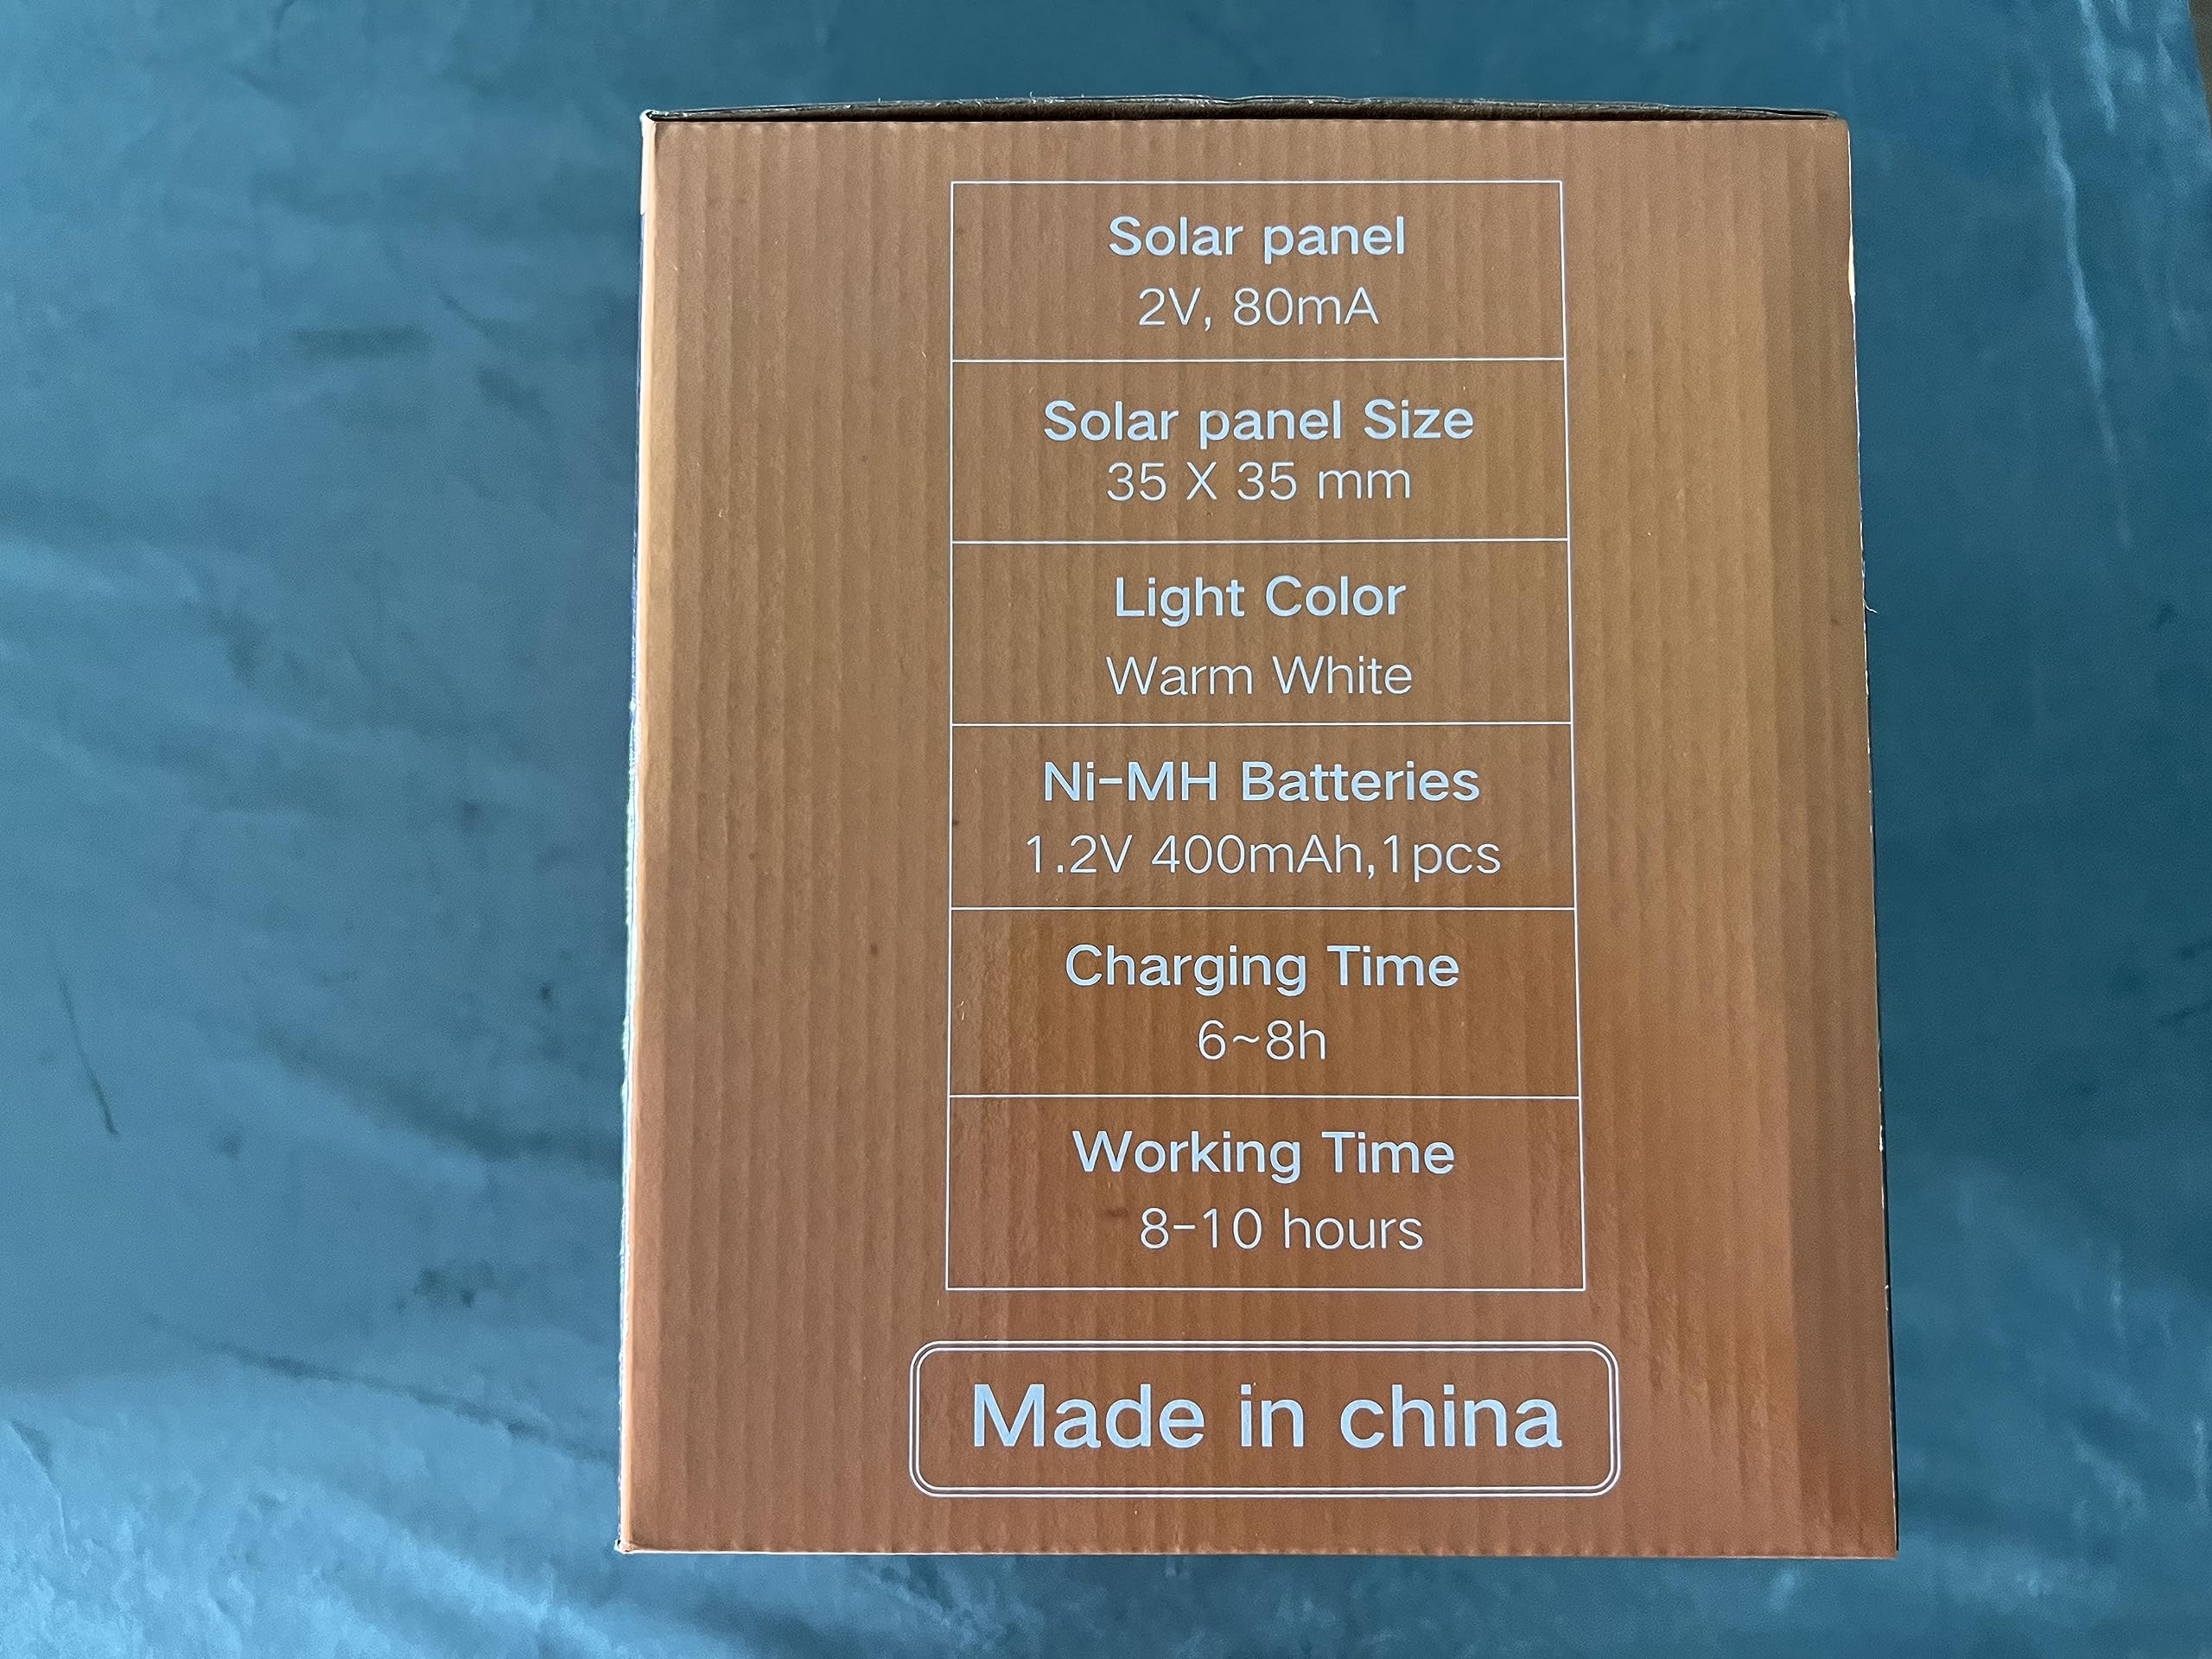 Solar panel
2V, 80mA
Solar panel Size
35 X 35 mm
Light Color
Warm White
Ni-MH Batteries
1.2V 400mAh,1pcs
Charging Time
6~8h
Working Time
8-10 hours
Made in china